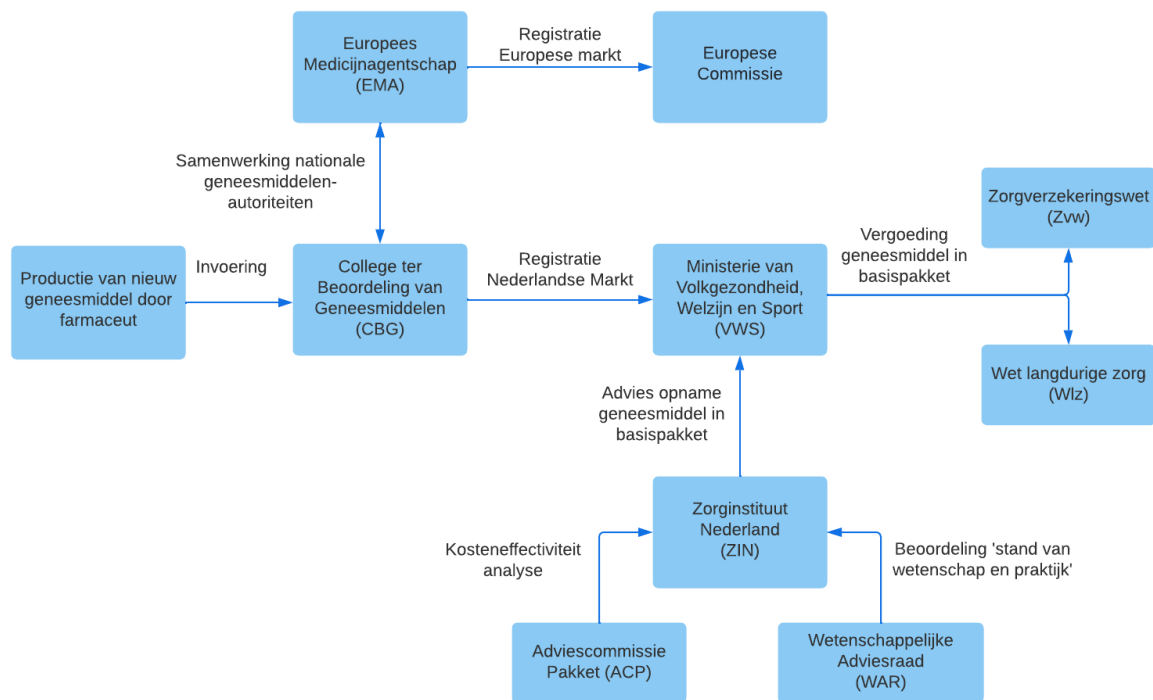 Europees
Medicijnagentschap
(EMA)
Registratie
Europese markt
Europese
Commissie
Samenwerking nationale
geneesmiddelen-
autoriteiten
Productie van nieuw
geneesmiddel door
farmaceut
Invoering
College ter
Beoordeling van
Geneesmiddelen
(CBG)
Registratie
Nederlandse Markt
Ministerie van
Volkgezondheid,
Welzijn en Sport
(VWS)
Vergoeding
geneesmiddel in
basispakket
Zorgverzekeringswet
(Zvw)
Wet langdurige zorg
(Wlz)
Advies opname
geneesmiddel in
basispakket
Zorginstituut
Nederland
(ZIN)
Kosteneffectiviteit
analyse
Beoordeling 'stand van
wetenschap en praktijk'
Adviescommissie
Pakket (ACP)
Wetenschappelijke
Adviesraad
(WAR)